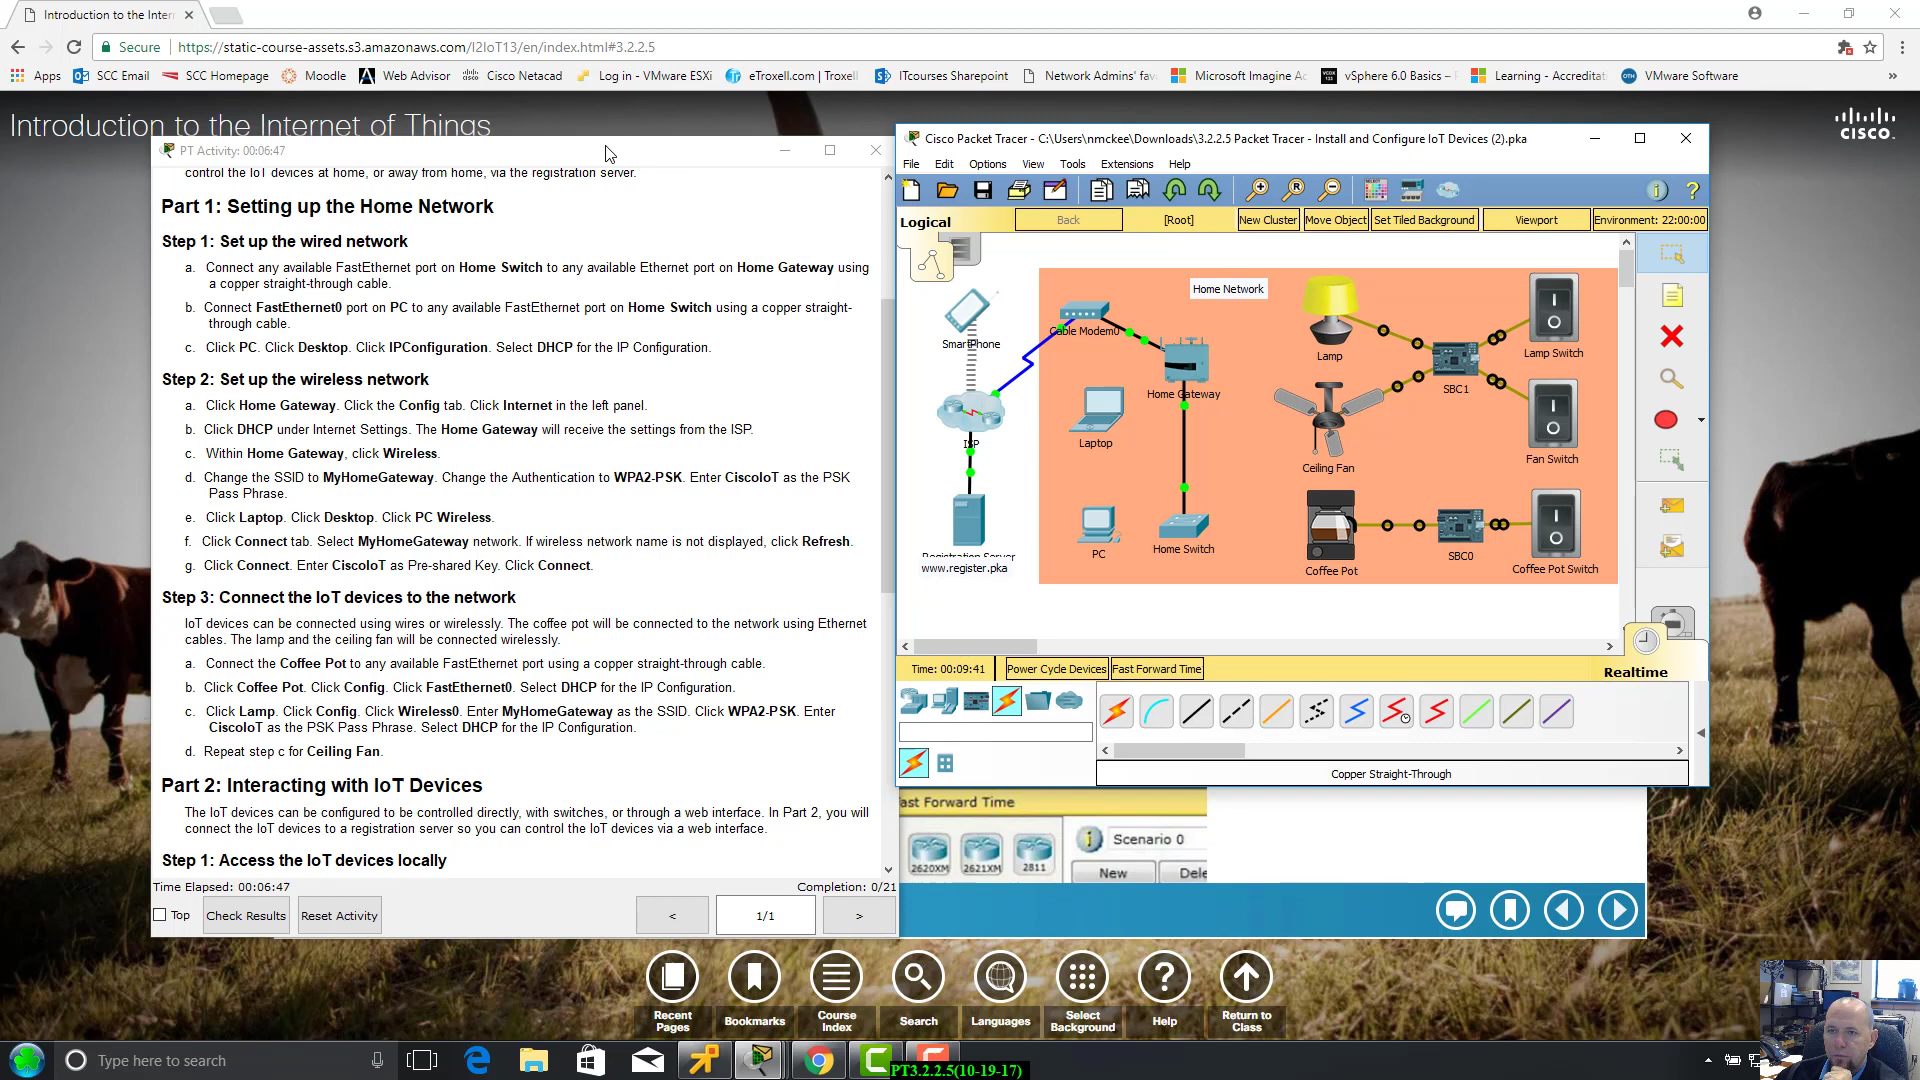 Introduction to the Inter
Secure
https://static-course-assets.s3.amazonaws.com/I2IoT13/en/index.html#3.2.2.5
Apps
SCC Email
SCC Homepage
Moodle
Web Advisor
Cisco Netacad
Log in - VMware ESXi
eTroxell.com | Troxell
ITcourses Sharepoint
Network Admins' fav
Microsoft Imagine Ac
vSphere 6.0 Basics –
Learning - Accreditat
VMware Software
Introduction to the Internet of Things
CISCO
PT Activity: 00:06:47
control the IoT devices at home, or away from home, via the registration server.
Part 1: Setting up the Home Network
Step 1: Set up the wired network
a. Connect any available FastEthernet port on Home Switch to any available Ethernet port on Home Gateway using
a copper straight-through cable.
b. Connect FastEthernet0 port on PC to any available FastEthernet port on Home Switch using a copper straight-
through cable.
c. Click PC. Click Desktop. Click IPConfiguration. Select DHCP for the IP Configuration.
Step 2: Set up the wireless network
a. Click Home Gateway. Click the Config tab. Click Internet in the left panel.
b. Click DHCP under Internet Settings. The Home Gateway will receive the settings from the ISP.
c. Within Home Gateway, click Wireless.
d. Change the SSID to MyHomeGateway. Change the Authentication to WPA2-PSK. Enter CiscoIoT as the PSK
Pass Phrase.
e. Click Laptop. Click Desktop. Click PC Wireless.
f. Click Connect tab. Select MyHomeGateway network. If wireless network name is not displayed, click Refresh.
g. Click Connect. Enter CiscoIoT as Pre-shared Key. Click Connect.
Step 3: Connect the IoT devices to the network
IoT devices can be connected using wires or wirelessly. The coffee pot will be connected to the network using Ethernet
cables. The lamp and the ceiling fan will be connected wirelessly.
a. Connect the Coffee Pot to any available FastEthernet port using a copper straight-through cable.
b. Click Coffee Pot. Click Config. Click FastEthernet0. Select DHCP for the IP Configuration.
c. Click Lamp. Click Config. Click Wireless0. Enter MyHomeGateway as the SSID. Click WPA2-PSK. Enter
CiscoIoT as the PSK Pass Phrase. Select DHCP for the IP Configuration.
d. Repeat step c for Ceiling Fan.
Part 2: Interacting with IoT Devices
The IoT devices can be configured to be controlled directly, with switches, or through a web interface. In Part 2, you will
connect the IoT devices to a registration server so you can control the IoT devices via a web interface.
Step 1: Access the IoT devices locally
Time Elapsed: 00:06:47
Completion: 0/21
Top
Check Results
Reset Activity
<
1/1
>
Cisco Packet Tracer - C:\Users\nmckee\Downloads\3.2.2.5 Packet Tracer - Install and Configure IoT Devices (2).pka
File
Edit
Options
View
Tools
Extensions
Help
Logical
Back
[Root]
New Cluster
Move Object
Set Tiled Background
Viewport
Environment: 22:00:00
Home Network
SmartPhone
Cable Modem0
Home Gateway
Lamp
SBC1
Lamp Switch
ISP
Laptop
Ceiling Fan
Fan Switch
Registration Server
www.register.pka
PC
Home Switch
Coffee Pot
SBC0
Coffee Pot Switch
Time: 00:09:41
Power Cycle Devices
Fast Forward Time
Realtime
Copper Straight-Through
ast Forward Time
2620XM
2621XM
2811
Scenario 0
New
Dele
Recent
Pages
Bookmarks
Course
Index
Search
Languages
Select
Background
Help
Return to
Class
Type here to search
PT3.2.2.5(10-19-17)